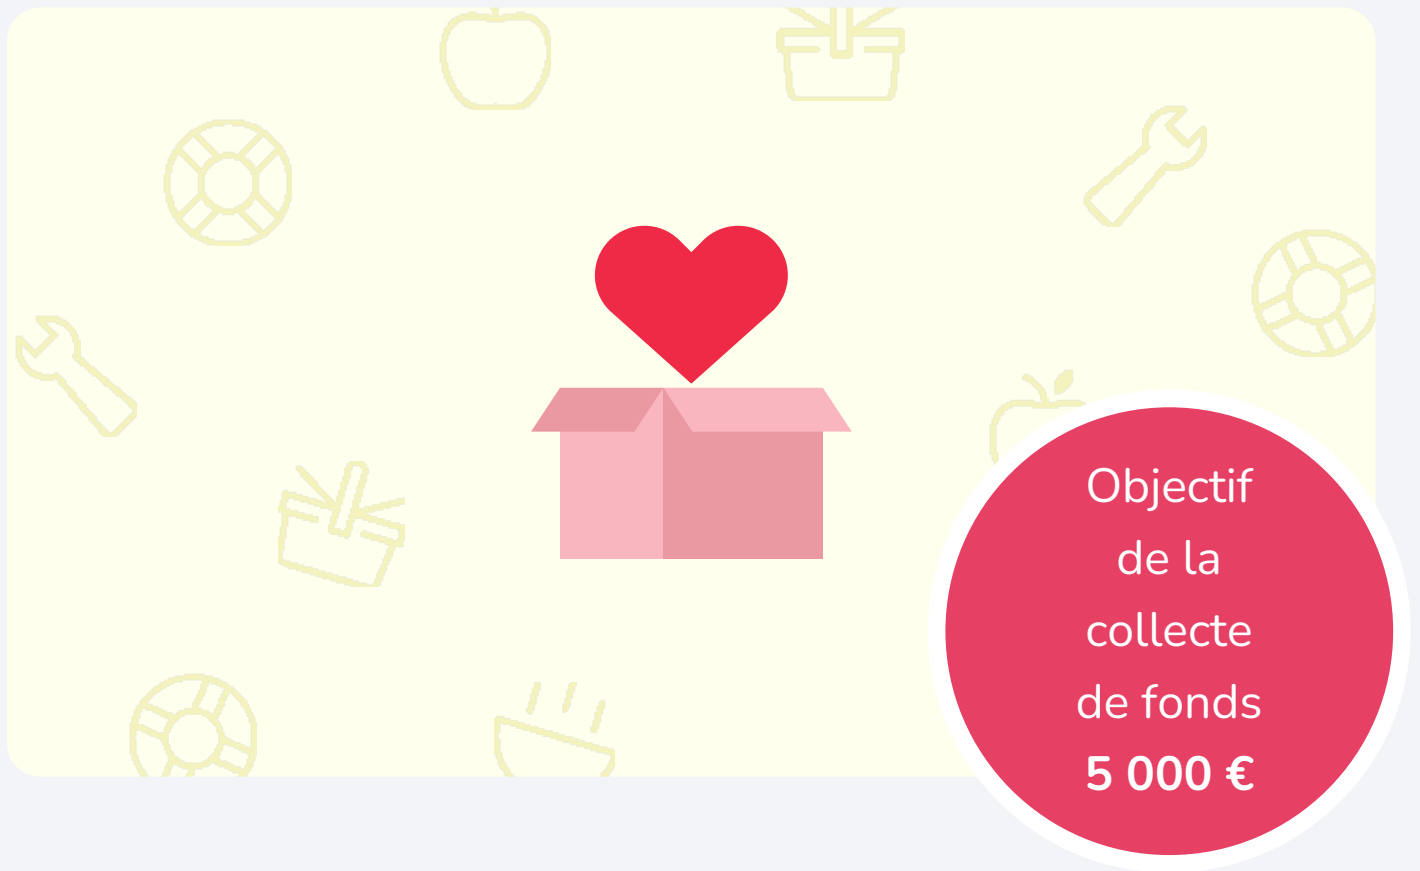 Objectif
de la
collecte
de fonds
5 000 €